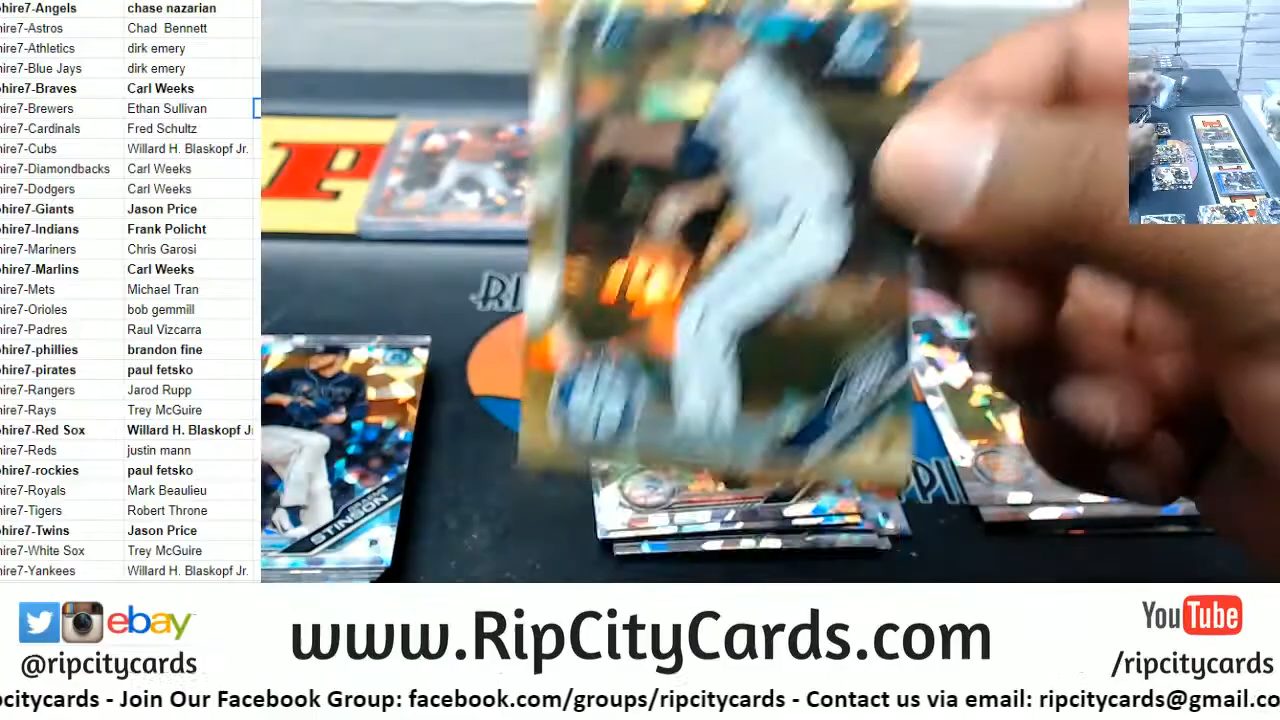 hire7-Angels chase nazarian
hire7-Astros Chad Bennett
hire7-Athletics dirk emery
hire7-Blue Jays dirk emery
hire7-Braves Carl Weeks
hire7-Brewers Ethan Sullivan
hire7-Cardinals Fred Schultz
hire7-Cubs Willard H. Blaskopf Jr.
hire7-Diamondbacks Carl Weeks
hire7-Dodgers Carl Weeks
hire7-Giants Jason Price
hire7-Indians Frank Policht
hire7-Mariners Chris Garosi
hire7-Marlins Carl Weeks
hire7-Mets Michael Tran
hire7-Orioles bob gemmill
hire7-Padres Raul Vizcarra
hire7-phillies brandon fine
hire7-pirates paul fetsko
hire7-Rangers Jarod Rupp
hire7-Rays Trey McGuire
hire7-Red Sox Willard H. Blaskopf J
hire7-Reds justin mann
hire7-rockies paul fetsko
hire7-Royals Mark Beaulieu
hire7-Tigers Robert Throne
hire7-Twins Jason Price
hire7-White Sox Trey McGuire
hire7-Yankees Willard H. Blaskopf Jr.
P
RI
PPI
STINSON
ebay
@ripcitycards
www.RipCityCards.com
YouTube
/ripcitycards
pcitycards - Join Our Facebook Group: facebook.com/groups/ripcitycards - Contact us via email: ripcitycards@gmail.co